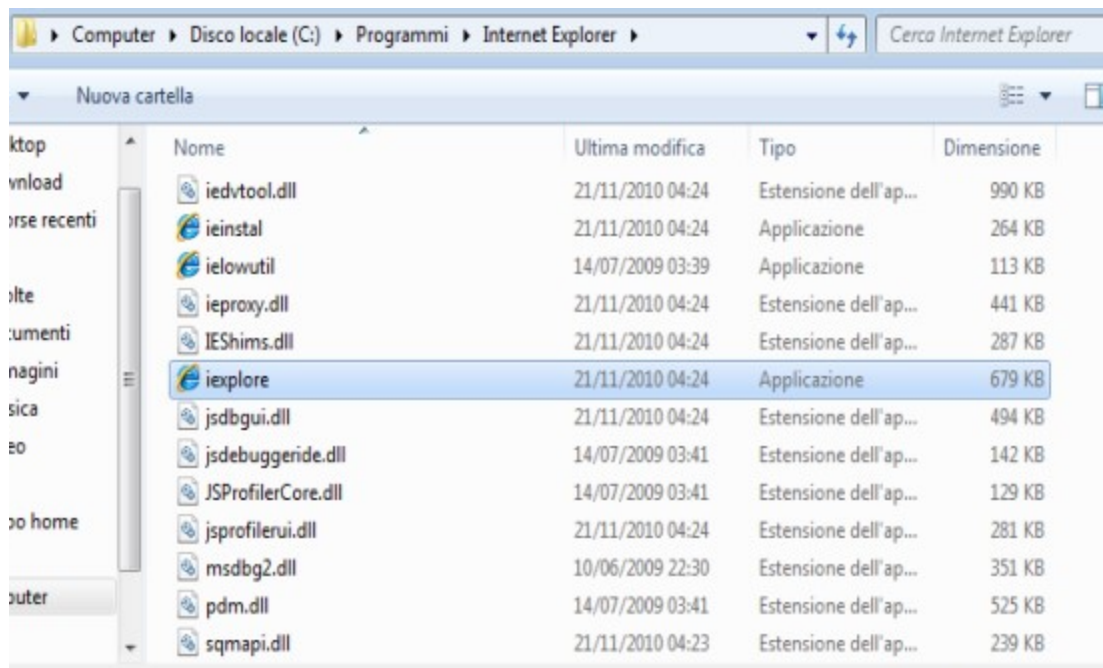 Computer Disco locale (C:) Programmi Internet Explorer Cerca Internet Explorer
Nuova cartella
Nome Ultima modifica Tipo Dimensione
iedvtool.dll 21/11/2010 04:24 Estensione dell'ap... 990 KB
ieinstal 21/11/2010 04:24 Applicazione 264 KB
ielowutil 14/07/2009 03:39 Applicazione 113 KB
ieproxy.dll 21/11/2010 04:24 Estensione dell'ap... 441 KB
IEShims.dll 21/11/2010 04:24 Estensione dell'ap... 287 KB
iexplore 21/11/2010 04:24 Applicazione 679 KB
jsdbgui.dll 21/11/2010 04:24 Estensione dell'ap... 494 KB
jsdebuggeride.dll 14/07/2009 03:41 Estensione dell'ap... 142 KB
JSProfilerCore.dll 14/07/2009 03:41 Estensione dell'ap... 129 KB
jsprofilerui.dll 21/11/2010 04:24 Estensione dell'ap... 281 KB
msdbg2.dll 10/06/2009 22:30 Estensione dell'ap... 351 KB
pdm.dll 14/07/2009 03:41 Estensione dell'ap... 525 KB
sqmapi.dll 21/11/2010 04:23 Estensione dell'ap... 239 KB
ktop
wnload
orse recenti
olte
cumenti
magini
sica
eo
po home
puter